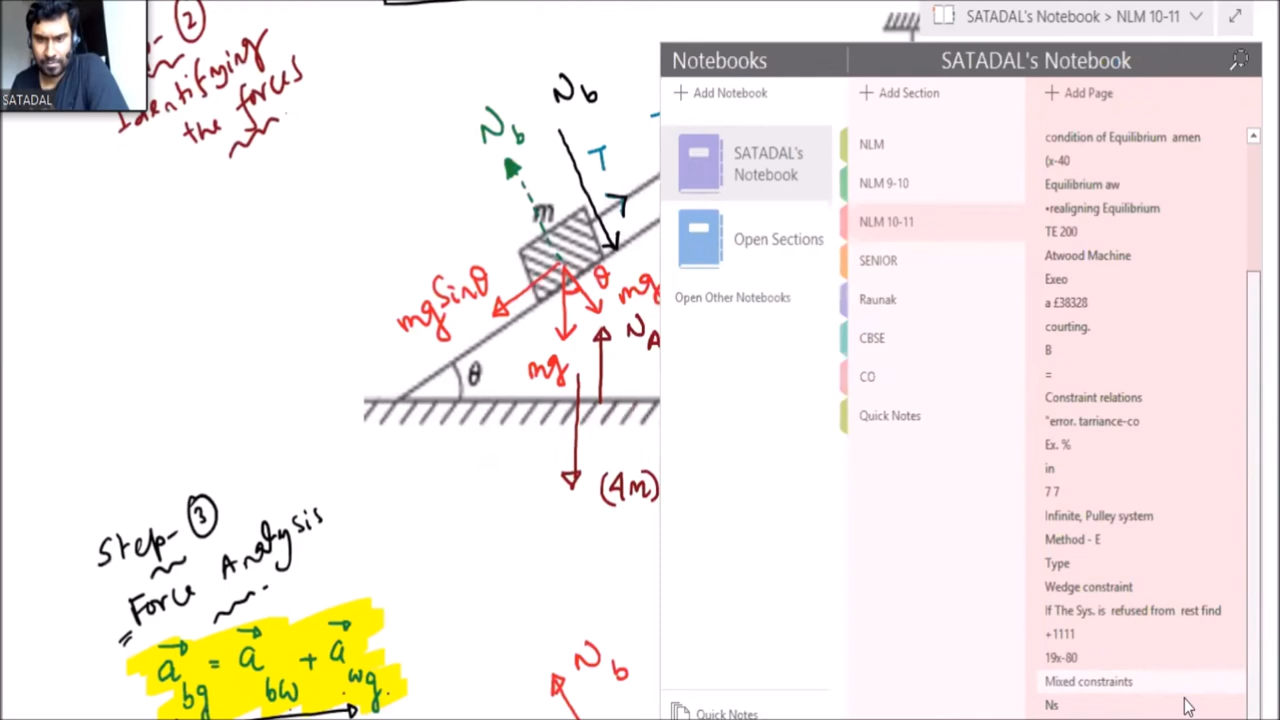 ②
Step-
Identifying
the forces
SATADAL
SATADAL's Notebook > NLM 10-11
Notebooks
SATADAL's Notebook
+ Add Notebook
+ Add Section
+ Add Page
SATADAL's
Notebook
Open Sections
Open Other Notebooks
NLM
NLM 9-10
NLM 10-11
SENIOR
Raunak
CBSE
CO
Quick Notes
condition of Equilibrium amen
(x-40
Equilibrium aw
•realigning Equilibrium
TE 200
Atwood Machine
Exeo
a £38328
courting.
B
=
Constraint relations
"error. tarriance-co
Ex. %
in
7 7
Infinite, Pulley system
Method - E
Type
Wedge constraint
If The Sys. is refused from rest find
+1111
19x-80
Mixed constraints
Ns
Quick Notes
Nb
Nb
T
m
mg sinθ
θ
mg
NA
θ
mg
(4m)
Step- ③
Force Analysis
a bg = a bw + a wg.
Nb